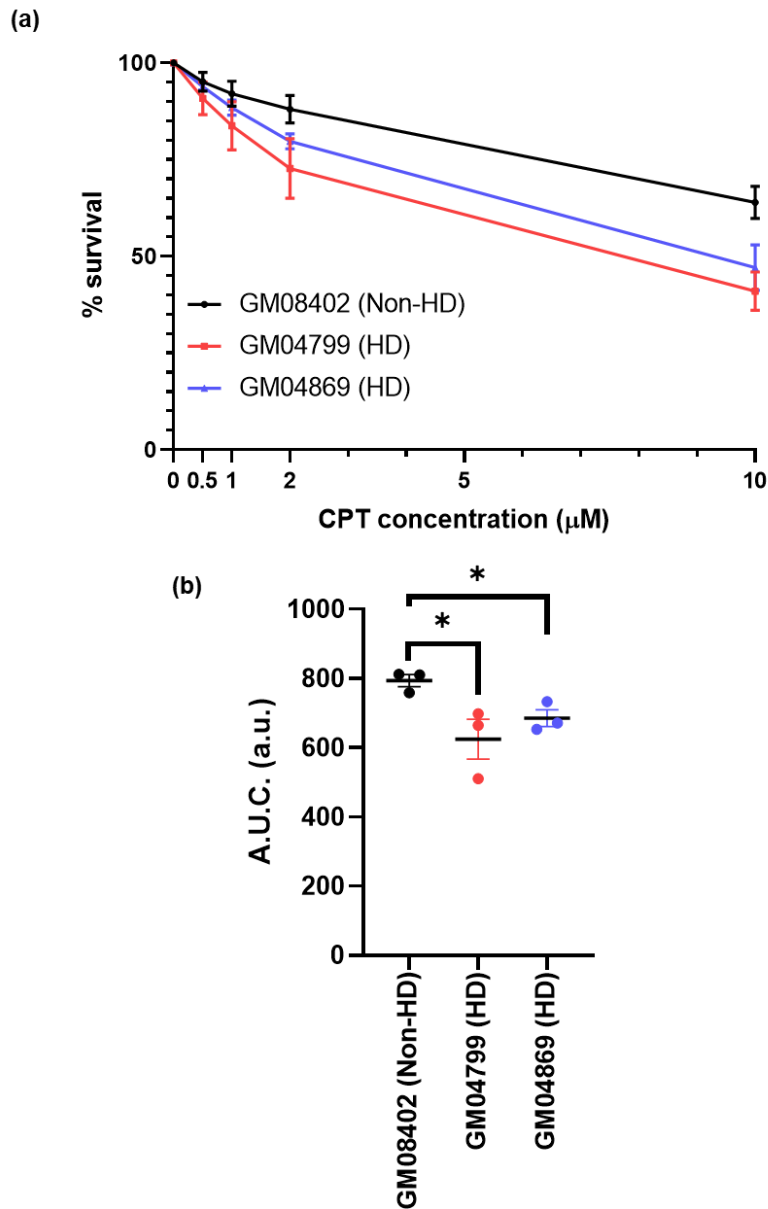 (a)
100
50
0
% survival
GM08402 (Non-HD)
GM04799 (HD)
GM04869 (HD)
0 0.5 1 2 5 10
CPT concentration (μM)
(b)
1000
800
600
400
200
0
A.U.C. (a.u.)
*
*
GM08402 (Non-HD)
GM04799 (HD)
GM04869 (HD)